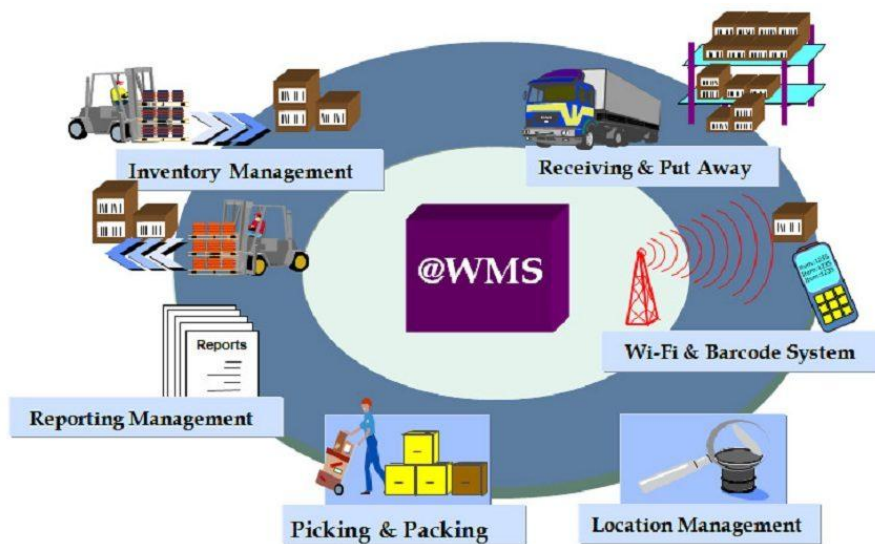 Inventory Management
Receiving & Put Away
@WMS
Reports
Wi-Fi & Barcode System
Reporting Management
Picking & Packing
Location Management